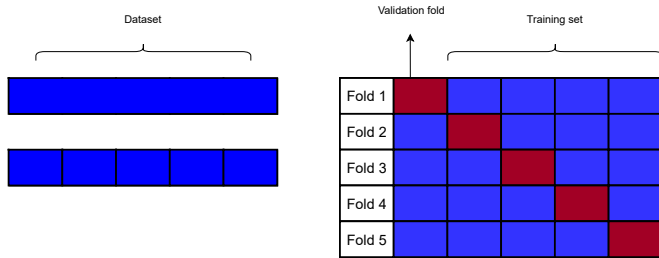 Dataset
Validation fold
Training set
Fold 1
Fold 2
Fold 3
Fold 4
Fold 5